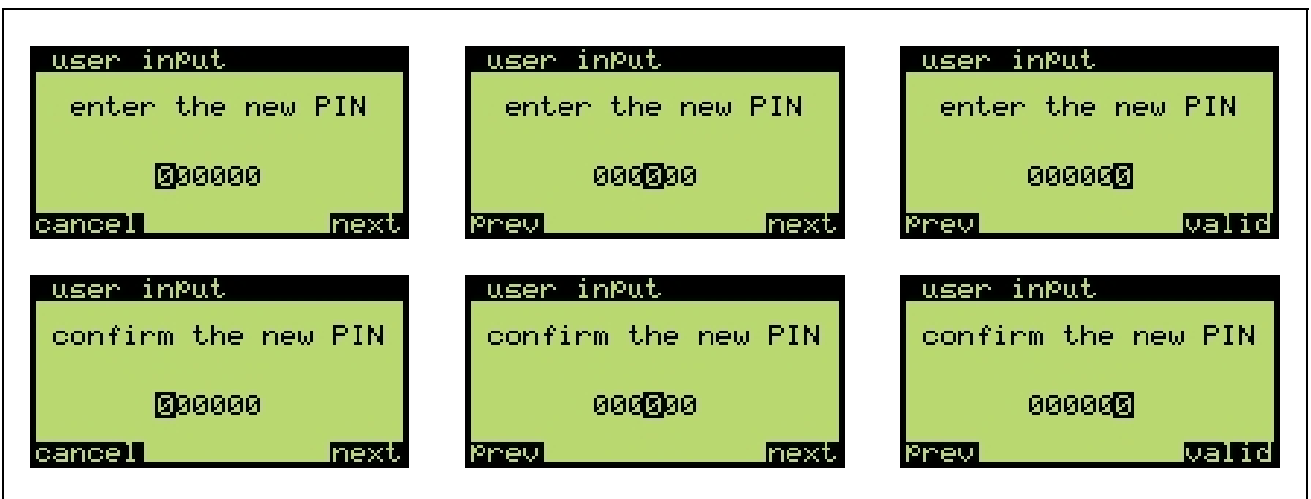 user input
enter the new PIN
000000
cancel next
user input
enter the new PIN
000000
prev next
user input
enter the new PIN
000000
prev valid
user input
confirm the new PIN
000000
cancel next
user input
confirm the new PIN
000000
prev next
user input
confirm the new PIN
000000
prev valid